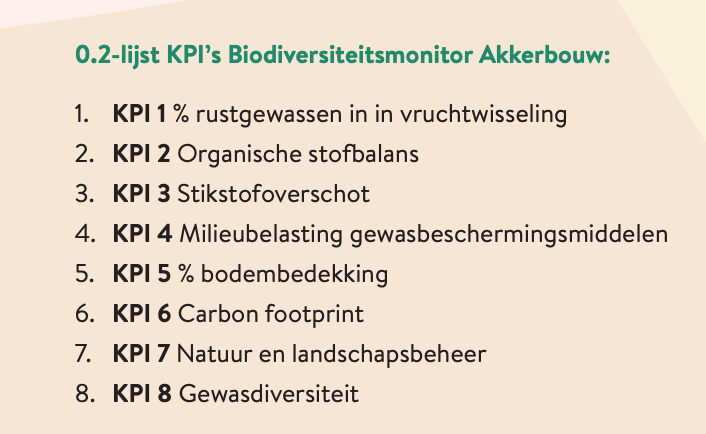 0.2-lijst KPI's Biodiversiteitsmonitor Akkerbouw:
1. KPI 1 % rustgewassen in in vruchtwisseling
2. KPI 2 Organische stofbalans
3. KPI 3 Stikstofoverschot
4. KPI 4 Milieubelasting gewasbeschermingsmiddelen
5. KPI 5 % bodembedekking
6. KPI 6 Carbon footprint
7. KPI 7 Natuur en landschapsbeheer
8. KPI 8 Gewasdiversiteit